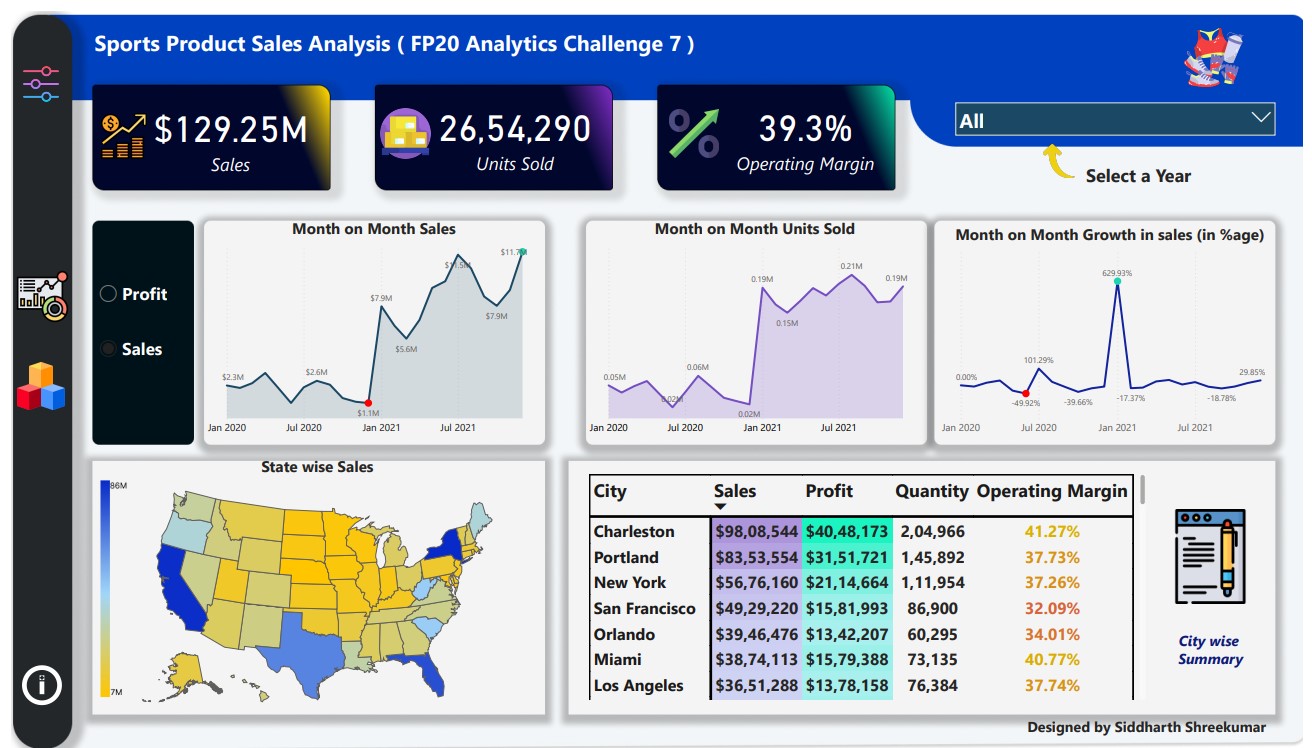 Sports Product Sales Analysis ( FP20 Analytics Challenge 7 )
$129.25M
Sales
26,54,290
Units Sold
39.3%
Operating Margin
All
Select a Year
Profit
Sales
Month on Month Sales
$2.3M
$2.6M
$1.1M
$7.9M
$5.6M
$11.5M
$7.9M
Jan 2020
Jul 2020
Jan 2021
Jul 2021
Month on Month Units Sold
0.05M
0.02M
0.06M
0.02M
0.19M
0.15M
0.21M
0.19M
Jan 2020
Jul 2020
Jan 2021
Jul 2021
Month on Month Growth in sales (in %age)
0.00%
-49.92%
101.29%
-39.66%
629.93%
-17.37%
-18.78%
29.85%
Jan 2020
Jul 2020
Jan 2021
Jul 2021
State wise Sales
City Sales Profit Quantity Operating Margin
Charleston $98,08,544 $40,48,173 2,04,966 41.27%
Portland $83,53,554 $31,51,721 1,45,892 37.73%
New York $56,76,160 $21,14,664 1,11,954 37.26%
San Francisco $49,29,220 $15,81,993 86,900 32.09%
Orlando $39,46,476 $13,42,207 60,295 34.01%
Miami $38,74,113 $15,79,388 73,135 40.77%
Los Angeles $36,51,288 $13,78,158 76,384 37.74%
City wise
Summary
Designed by Siddharth Shreekumar